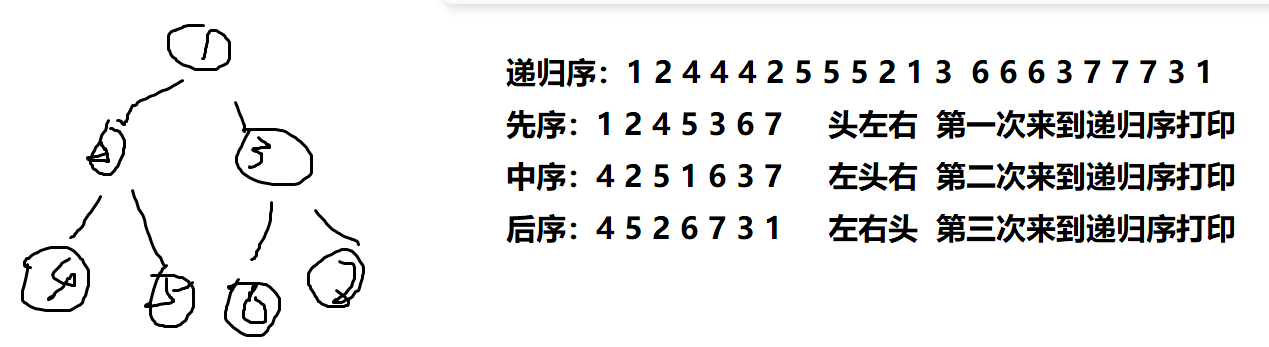 1
2
3
4
5
6
7
递归序：1 2 4 4 4 2 5 5 5 2 1 3 6 6 6 3 7 7 7 3 1
先序：1 2 4 5 3 6 7 头左右 第一次来到递归序打印
中序：4 2 5 1 6 3 7 左头右 第二次来到递归序打印
后序：4 5 2 6 7 3 1 左右头 第三次来到递归序打印